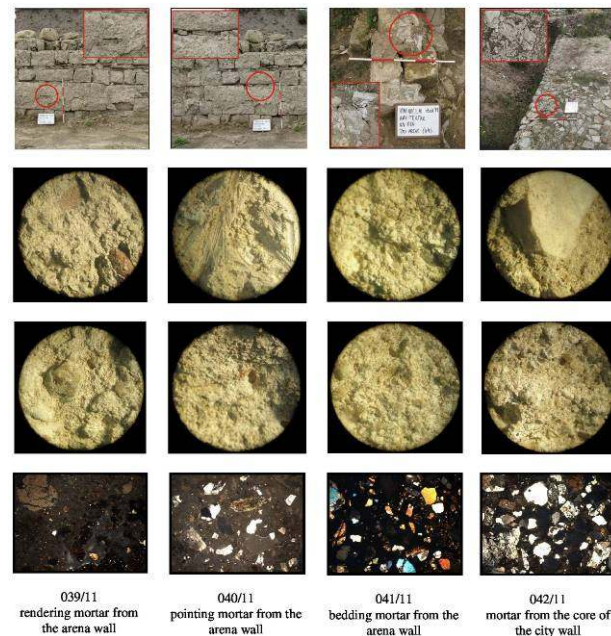 039/11
rendering mortar from
the arena wall
040/11
pointing mortar from the
arena wall
041/11
bedding mortar from the
arena wall
042/11
mortar from the core of
the city wall